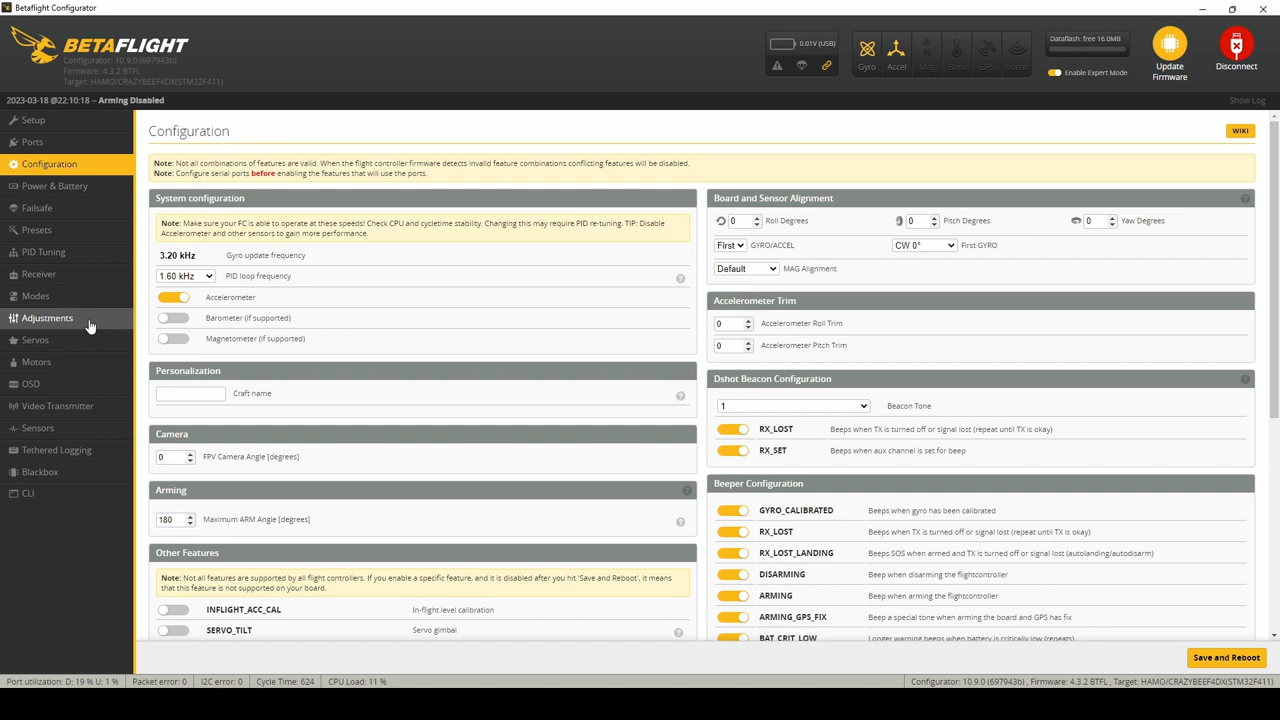 Betaflight Configurator
BETAFLIGHT
Configurator: 10.9.0 (697943b)
Firmware: 4.3.2 BTFL
Target: HAMO/CRAZYBEEF4DX(STM32F411)
0.01V (USB)
Gyro
Accel
Mag
Baro
GPS
Sonar
Dataflash: free 16.0MB
Enable Expert Mode
Update
Firmware
Disconnect
2023-03-18 @22:10:18 -- Arming Disabled
Show Log
Setup
Ports
Configuration
Power & Battery
Failsafe
Presets
PID Tuning
Receiver
Modes
Adjustments
Servos
Motors
OSD
Video Transmitter
Sensors
Tethered Logging
Blackbox
CLI
Configuration
WIKI
Note: Not all combinations of features are valid. When the flight controller firmware detects invalid feature combinations conflicting features will be disabled.
Note: Configure serial ports before enabling the features that will use the ports.
System configuration
Note: Make sure your FC is able to operate at these speeds! Check CPU and cycletime stability. Changing this may require PID re-tuning. TIP: Disable
Accelerometer and other sensors to gain more performance.
3.20 kHz Gyro update frequency
1.60 kHz PID loop frequency
Accelerometer
Barometer (if supported)
Magnetometer (if supported)
Personalization
Craft name
Camera
0 FPV Camera Angle [degrees]
Arming
180 Maximum ARM Angle [degrees]
Other Features
Note: Not all features are supported by all flight controllers. If you enable a specific feature, and it is disabled after you hit 'Save and Reboot', it means
that this feature is not supported on your board.
INFLIGHT_ACC_CAL In-flight level calibration
SERVO_TILT Servo gimbal
Board and Sensor Alignment
0 Roll Degrees 0 Pitch Degrees 0 Yaw Degrees
First GYRO/ACCEL CW 0° First GYRO
Default MAG Alignment
Accelerometer Trim
0 Accelerometer Roll Trim
0 Accelerometer Pitch Trim
Dshot Beacon Configuration
1 Beacon Tone
RX_LOST Beeps when TX is turned off or signal lost (repeat until TX is okay)
RX_SET Beeps when aux channel is set for beep
Beeper Configuration
GYRO_CALIBRATED Beeps when gyro has been calibrated
RX_LOST Beeps when TX is turned off or signal lost (repeat until TX is okay)
RX_LOST_LANDING Beeps SOS when armed and TX is turned off or signal lost (autolanding/autodisarm)
DISARMING Beep when disarming the flightcontroller
ARMING Beep when arming the flightcontroller
ARMING_GPS_FIX Beep a special tone when arming the board and GPS has fix
BAT_CRIT_LOW Longer warning beeps when battery is critically low (repeats)
Save and Reboot
Port utilization: D: 19 % U: 1 % Packet error: 0 I2C error: 0 Cycle Time: 624 CPU Load: 11 %
Configurator: 10.9.0 (697943b) , Firmware: 4.3.2 BTFL , Target: HAMO/CRAZYBEEF4DX(STM32F411)